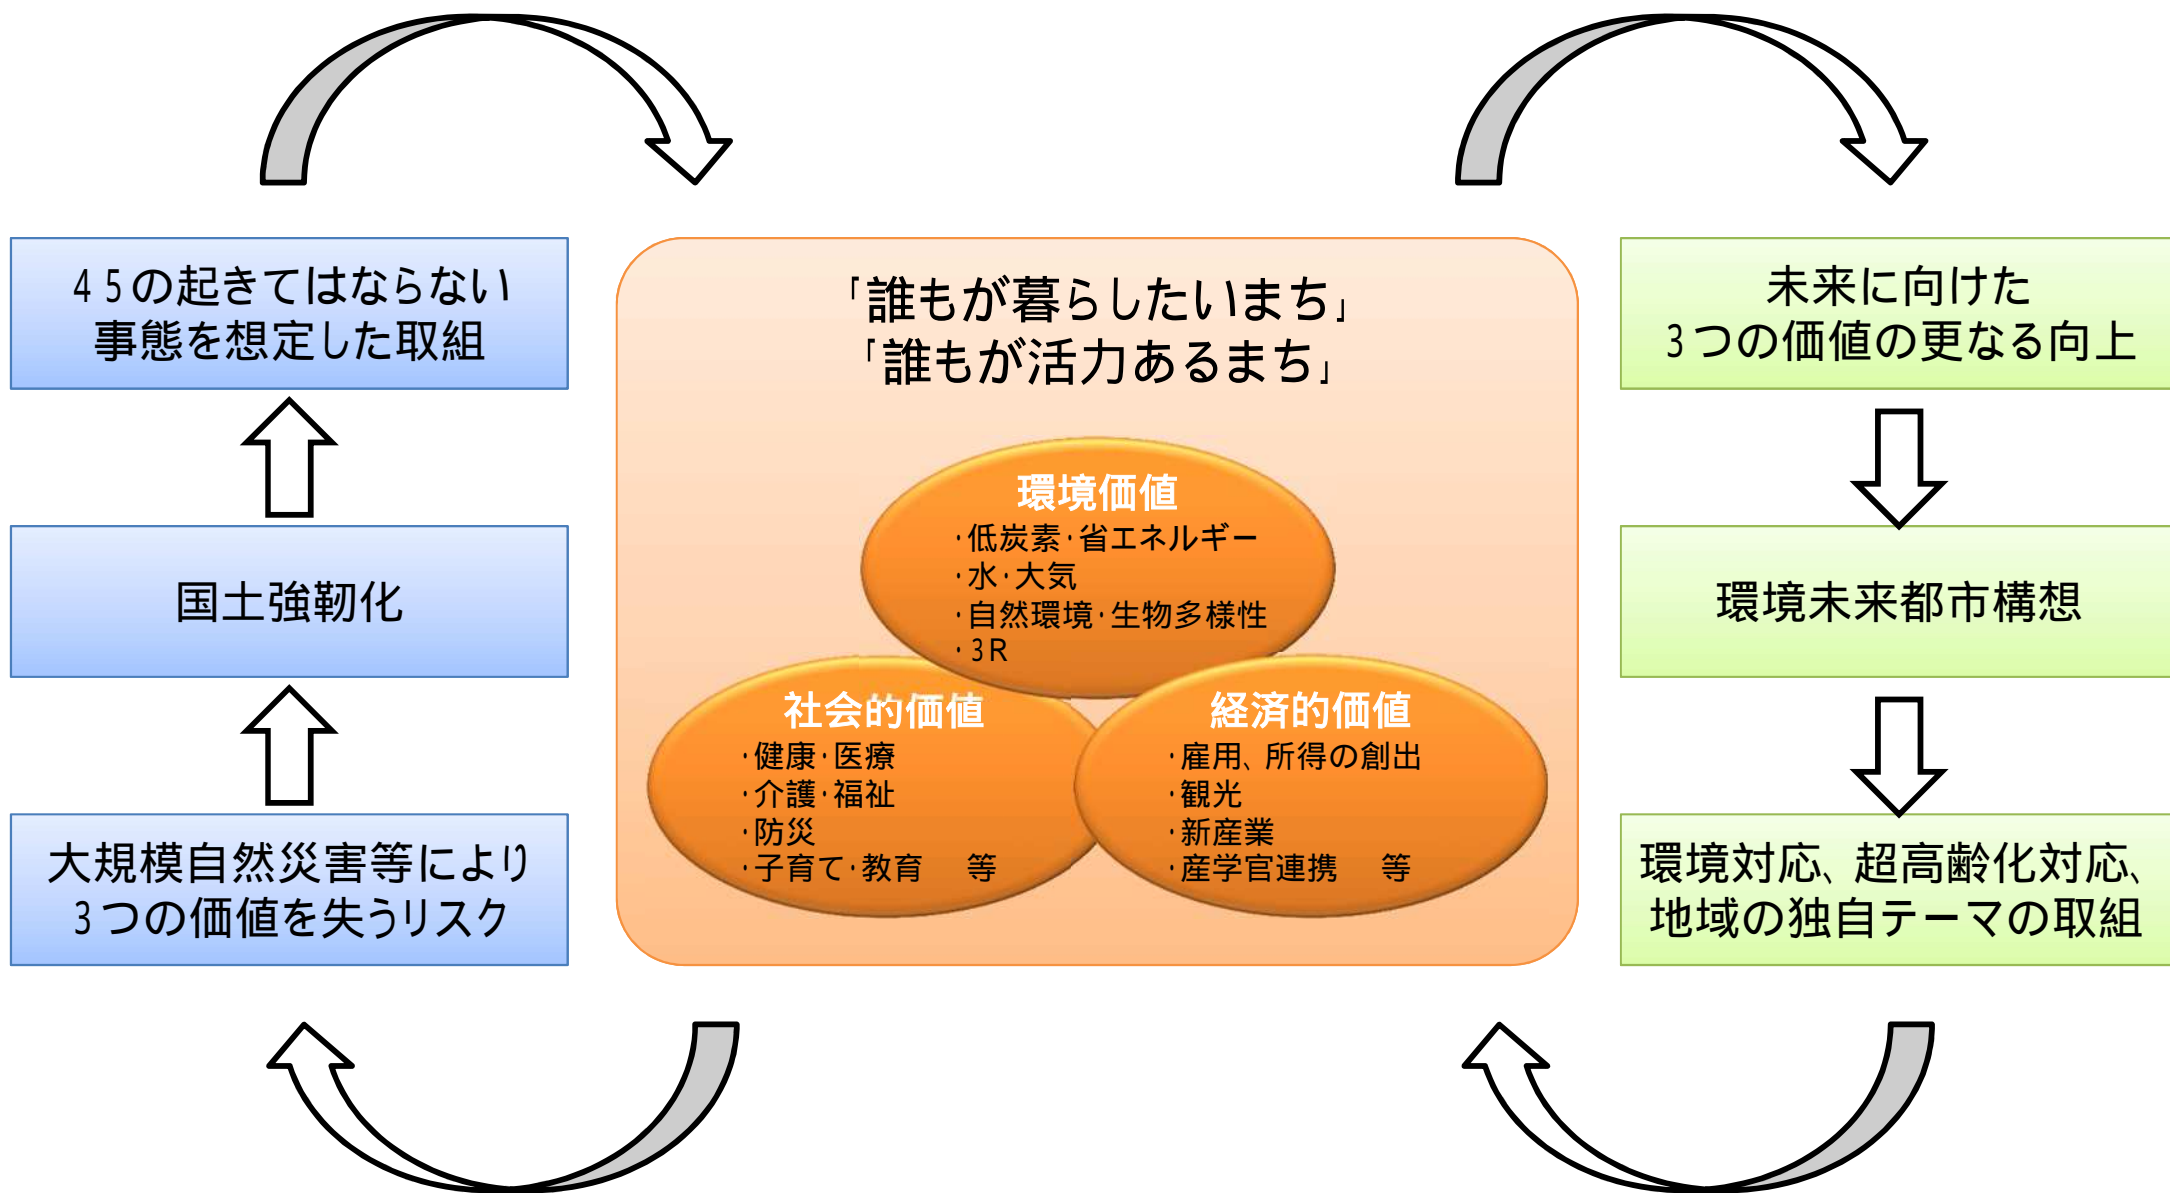 45の起きてはならない
事態を想定した取組
国土強靭化
大規模自然災害等により
3つの価値を失うリスク
「誰もが暮らしたいまち」
「誰もが活力あるまち」
環境価値
・低炭素・省エネルギー
・水・大気
・自然環境・生物多様性
・3R
社会的価値
・健康・医療
・介護・福祉
・防災
・子育て・教育　等
経済的価値
・雇用、所得の創出
・観光
・新産業
・産学官連携　等
未来に向けた
3つの価値の更なる向上
環境未来都市構想
環境対応、超高齢化対応、
地域の独自テーマの取組